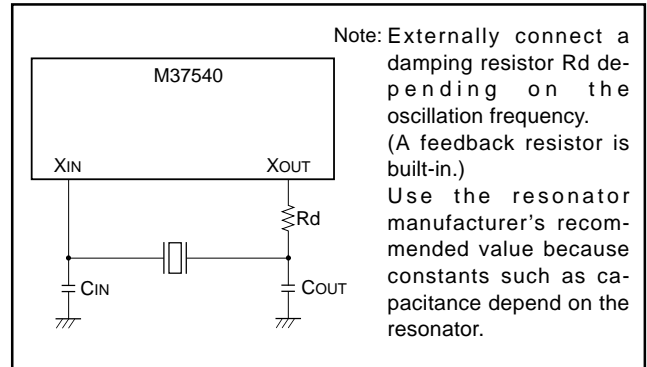 M37540
XIN XOUT
Rd
CIN COUT
Note: Externally connect a
damping resistor Rd de-
pending on the
oscillation frequency.
(A feedback resistor is
built-in.)
Use the resonator
manufacturer's recom-
mended value because
constants such as ca-
pacitance depend on the
resonator.